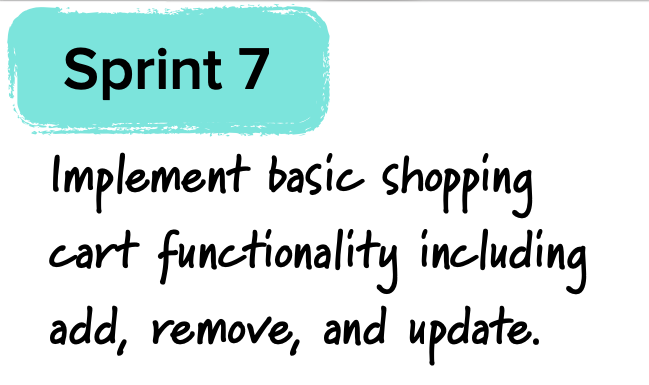 Sprint 7
Implement basic shopping
cart functionality including
add, remove, and update.